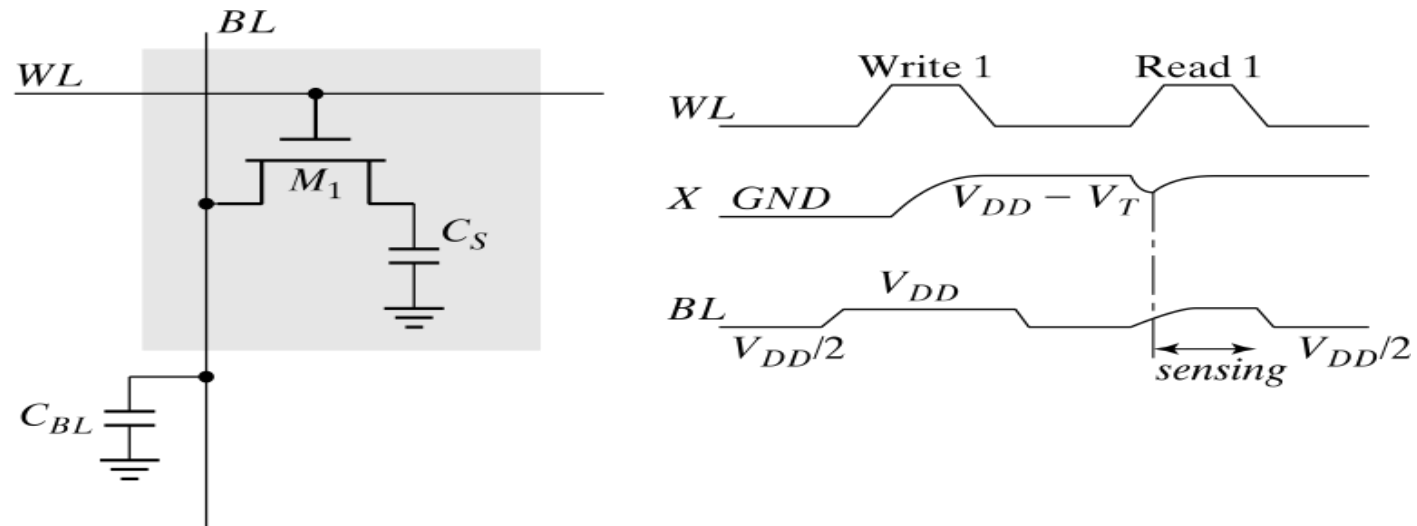 BL
WL
M1
CS
CBL
Write 1 Read 1
WL
X GND VDD − VT
VDD
BL
VDD/2 VDD/2
sensing